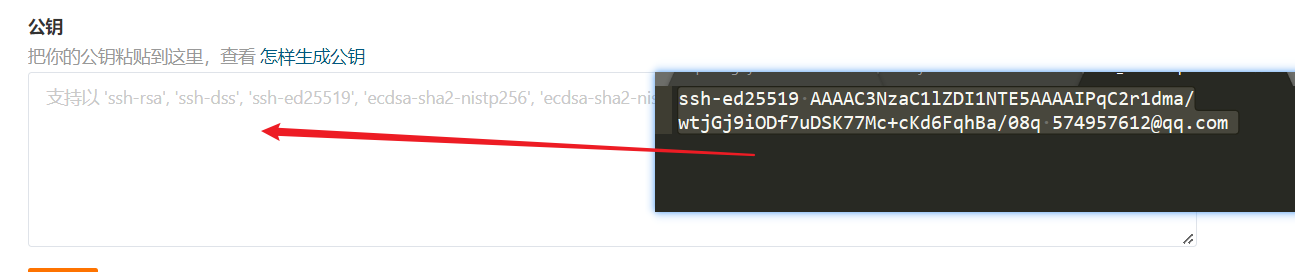 公钥
把你的公钥粘贴到这里，查看 怎样生成公钥
支持以 'ssh-rsa', 'ssh-dss', 'ssh-ed25519', 'ecdsa-sha2-nistp256', 'ecdsa-sha2-nis
ssh-ed25519 AAAAC3NzaC1lZDI1NTE5AAAAIPqC2r1dma/
wtjGj9iODf7uDSK77Mc+cKd6FqhBa/08q 574957612@qq.com